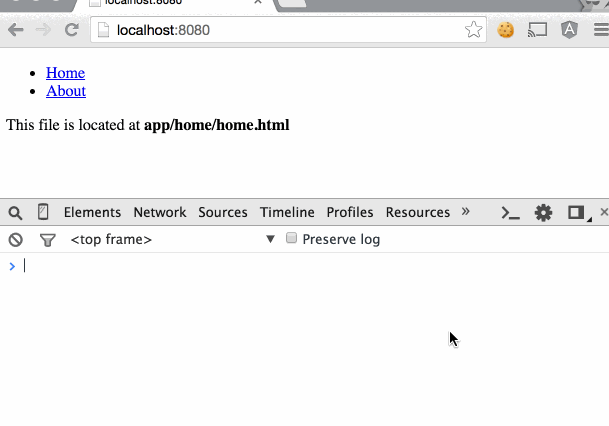 localhost:8080
localhost:8080
Home
About
This file is located at app/home/home.html
Elements Network Sources Timeline Profiles Resources »
<top frame> ▼ Preserve log
>